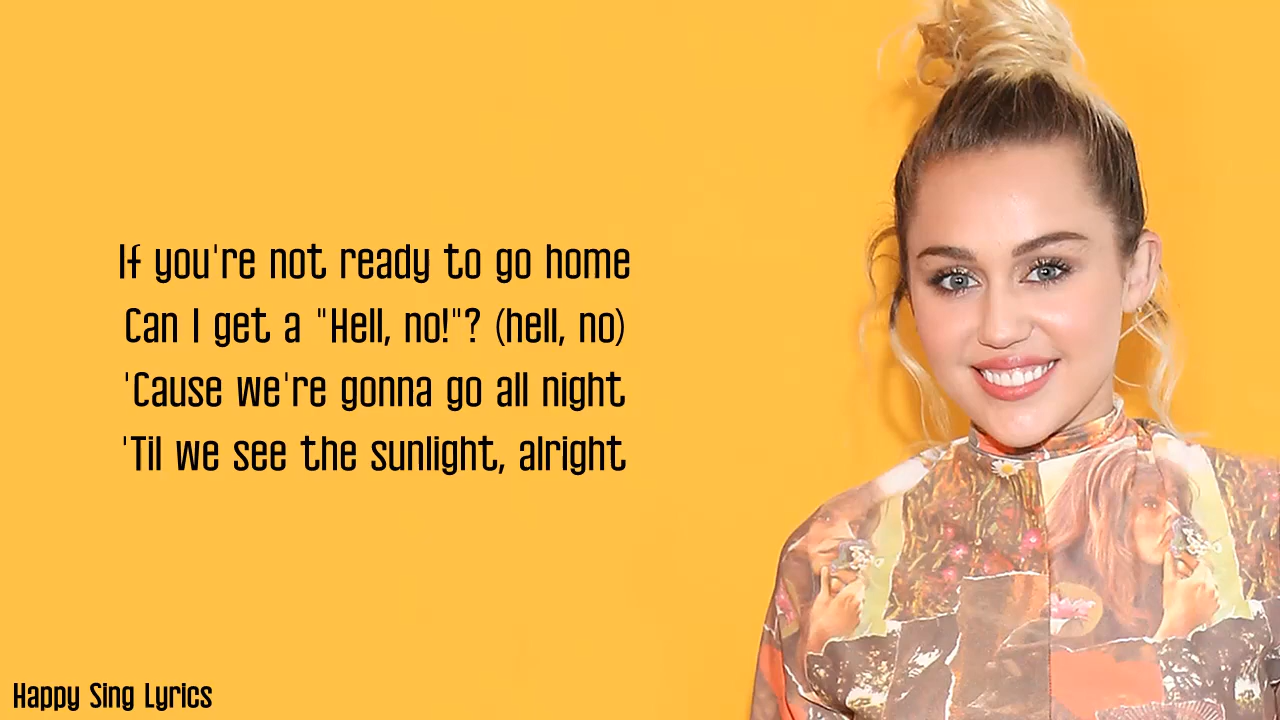 If you're not ready to go home
Can I get a "Hell, no!"? (hell, no)
'Cause we're gonna go all night
'Til we see the sunlight, alright
Happy Sing Lyrics